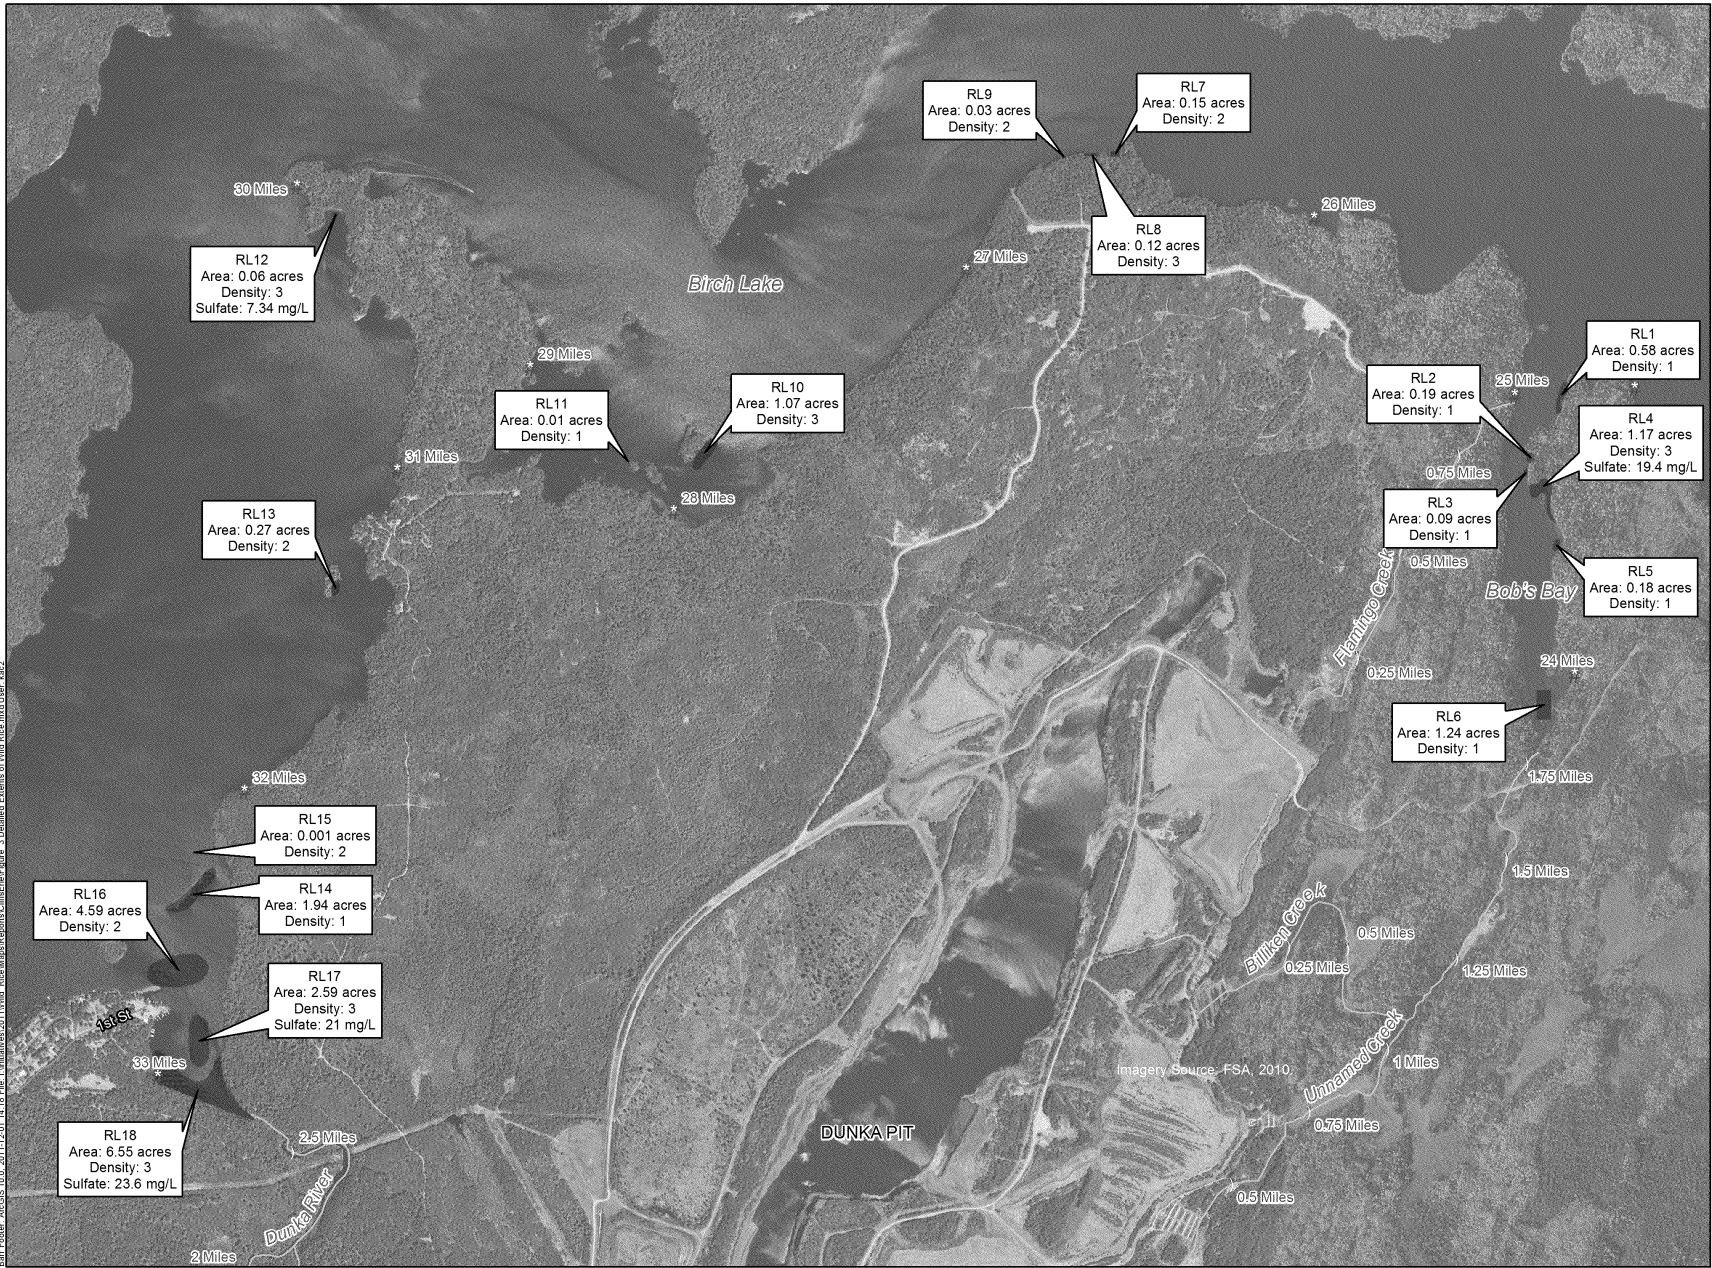 RL9
Area: 0.03 acres
Density: 2
RL7
Area: 0.15 acres
Density: 2
30 Miles
26 Miles
RL8
Area: 0.12 acres
Density: 3
27 Miles
RL12
Area: 0.06 acres
Density: 3
Sulfate: 7.34 mg/L
Birch Lake
29 Miles
RL1
Area: 0.58 acres
Density: 1
RL2
Area: 0.19 acres
Density: 1
25 Miles
RL10
Area: 1.07 acres
Density: 3
RL11
Area: 0.01 acres
Density: 1
RL4
Area: 1.17 acres
Density: 3
Sulfate: 19.4 mg/L
31 Miles
0.75 Miles
28 Miles
RL3
Area: 0.09 acres
Density: 1
RL13
Area: 0.27 acres
Density: 2
0.5 Miles
RL5
Area: 0.18 acres
Density: 1
Bob's Bay
Flamingo Creek
24 Miles
0.25 Miles
RL6
Area: 1.24 acres
Density: 1
32 Miles
1.75 Miles
RL15
Area: 0.001 acres
Density: 2
1.5 Miles
RL16
Area: 4.59 acres
Density: 2
RL14
Area: 1.94 acres
Density: 1
Billiken Creek
0.5 Miles
0.25 Miles
1.25 Miles
RL17
Area: 2.59 acres
Density: 3
Sulfate: 21 mg/L
1st St
33 Miles
Imagery Source: FSA, 2010.
Unnamed Creek
1 Miles
0.75 Miles
DUNKA PIT
2.5 Miles
RL18
Area: 6.55 acres
Density: 3
Sulfate: 23.6 mg/L
0.5 Miles
Dunka River
2 Miles